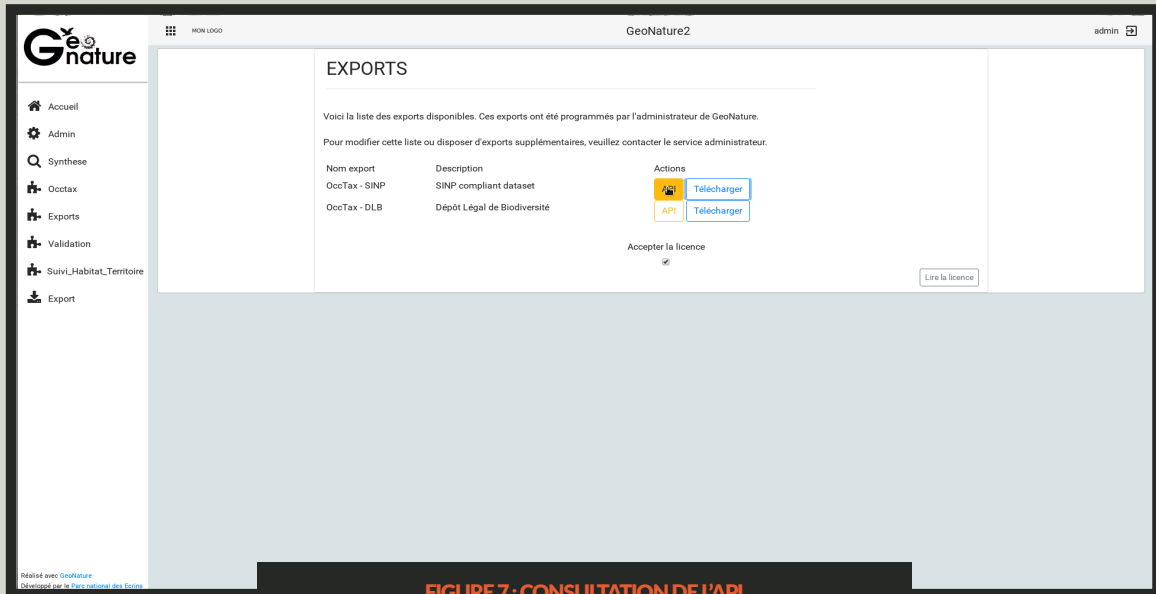 GeoNature
MON LOGO
GeoNature2
admin
Accueil
Admin
Synthese
Occtax
Exports
Validation
Suivi_Habitat_Territoire
Export
EXPORTS
Voici la liste des exports disponibles. Ces exports ont été programmés par l'administrateur de GeoNature.
Pour modifier cette liste ou disposer d'exports supplémentaires, veuillez contacter le service administrateur.
Nom export Description Actions
OccTax - SINP SINP compliant dataset API Télécharger
OccTax - DLB Dépôt Légal de Biodiversité API Télécharger
Accepter la licence
Lire la licence
Réalisé avec GeoNature
Développé par le Parc national des Ecrins
FIGURE 7 : CONSULTATION DE L'API